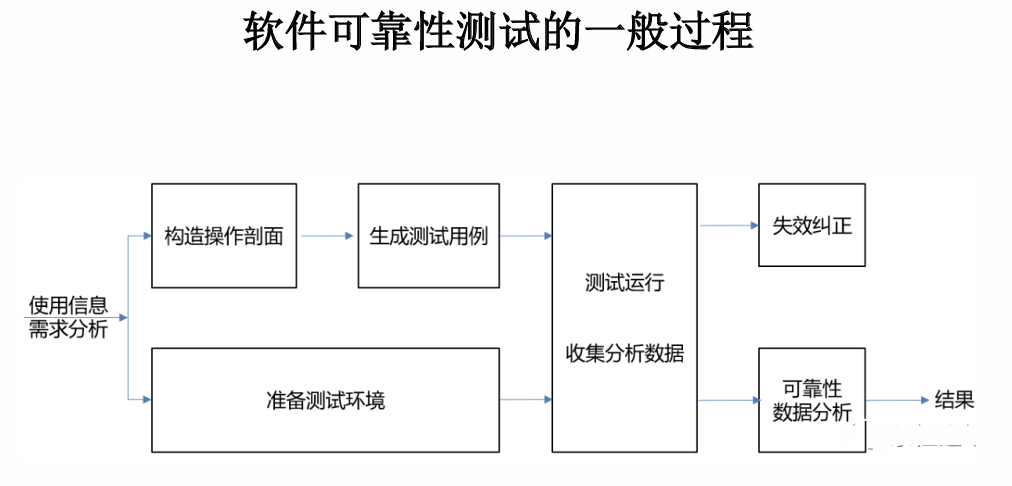 软件可靠性测试的一般过程
构造操作剖面
生成测试用例
失效纠正
测试运行
使用信息
需求分析
收集分析数据
准备测试环境
可靠性
数据分析
结果